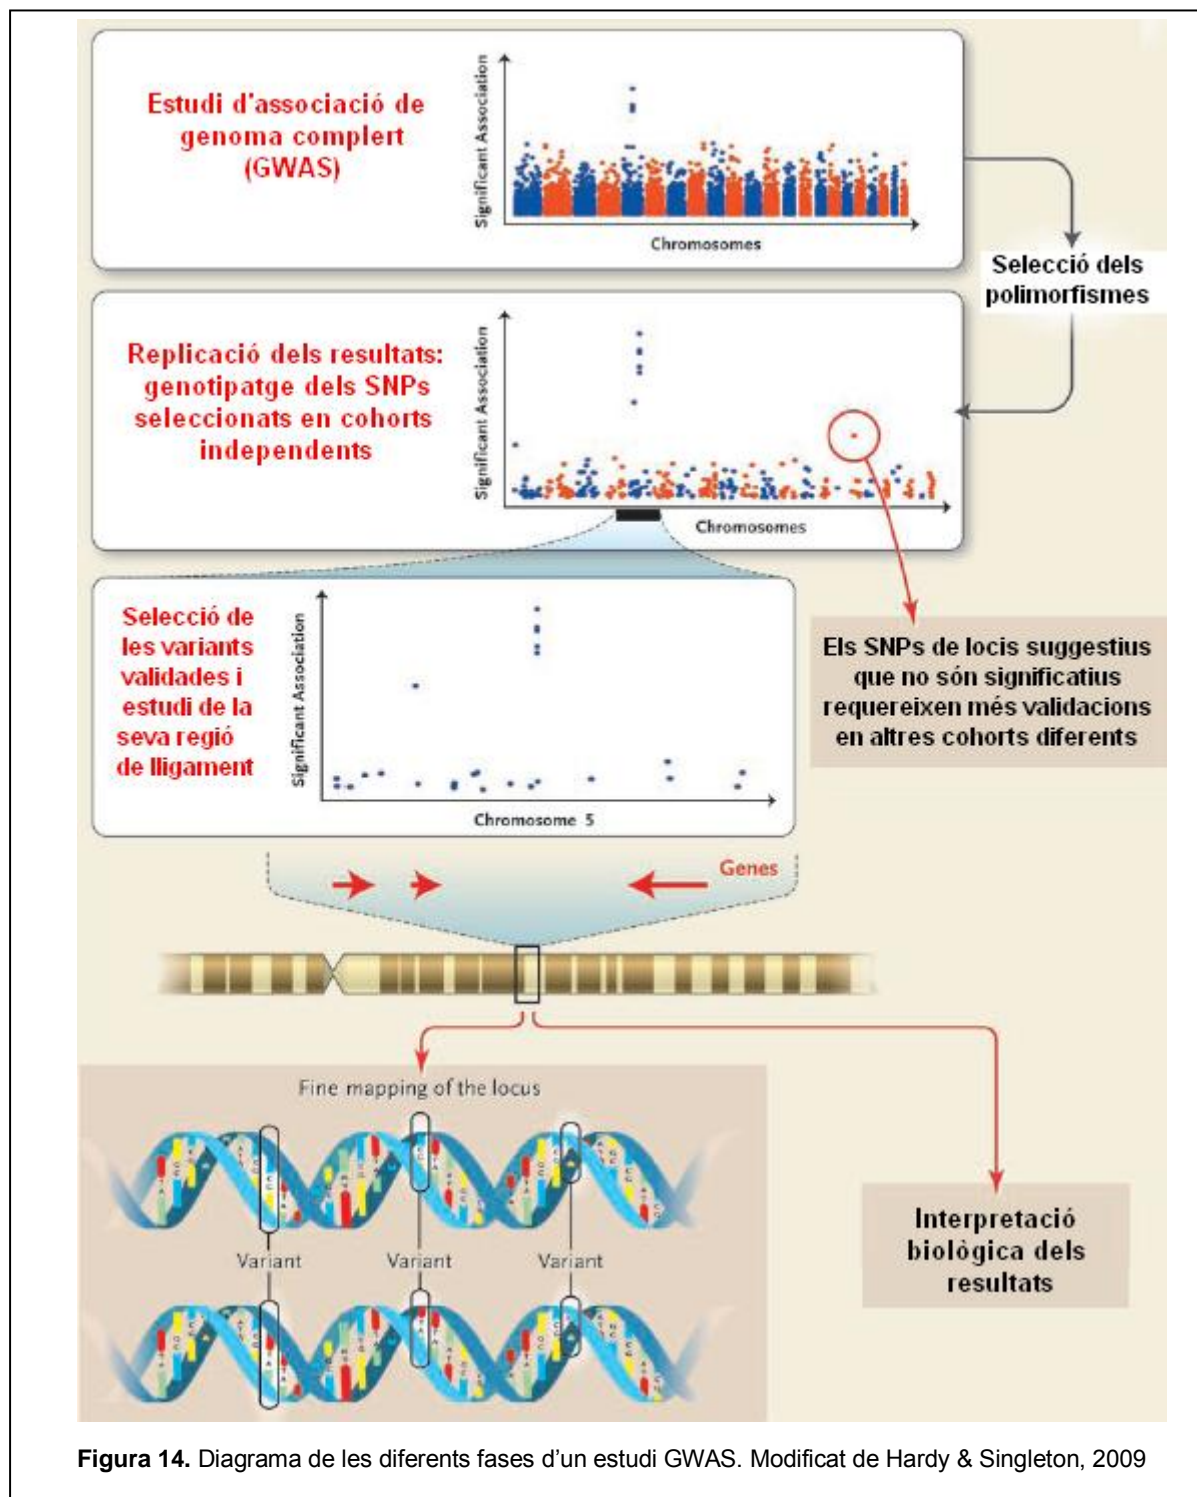 Estudi d'associació de
genoma complert
(GWAS)
Significant Association
Chromosomes
Selecció dels
polimorfismes
Replicació dels resultats:
genotipatge dels SNPs
seleccionats en cohorts
independents
Significant Association
Chromosomes
Selecció de
les variants
validades i
estudi de la
seva regió
de lligament
Significant Association
Chromosome 5
Els SNPs de locis suggestius
que no són significatius
requereixen més validacions
en altres cohorts diferents
Genes
Fine mapping of the locus
Variant
Variant
Variant
Interpretació
biològica dels
resultats
Figura 14. Diagrama de les diferents fases d'un estudi GWAS. Modificat de Hardy & Singleton, 2009